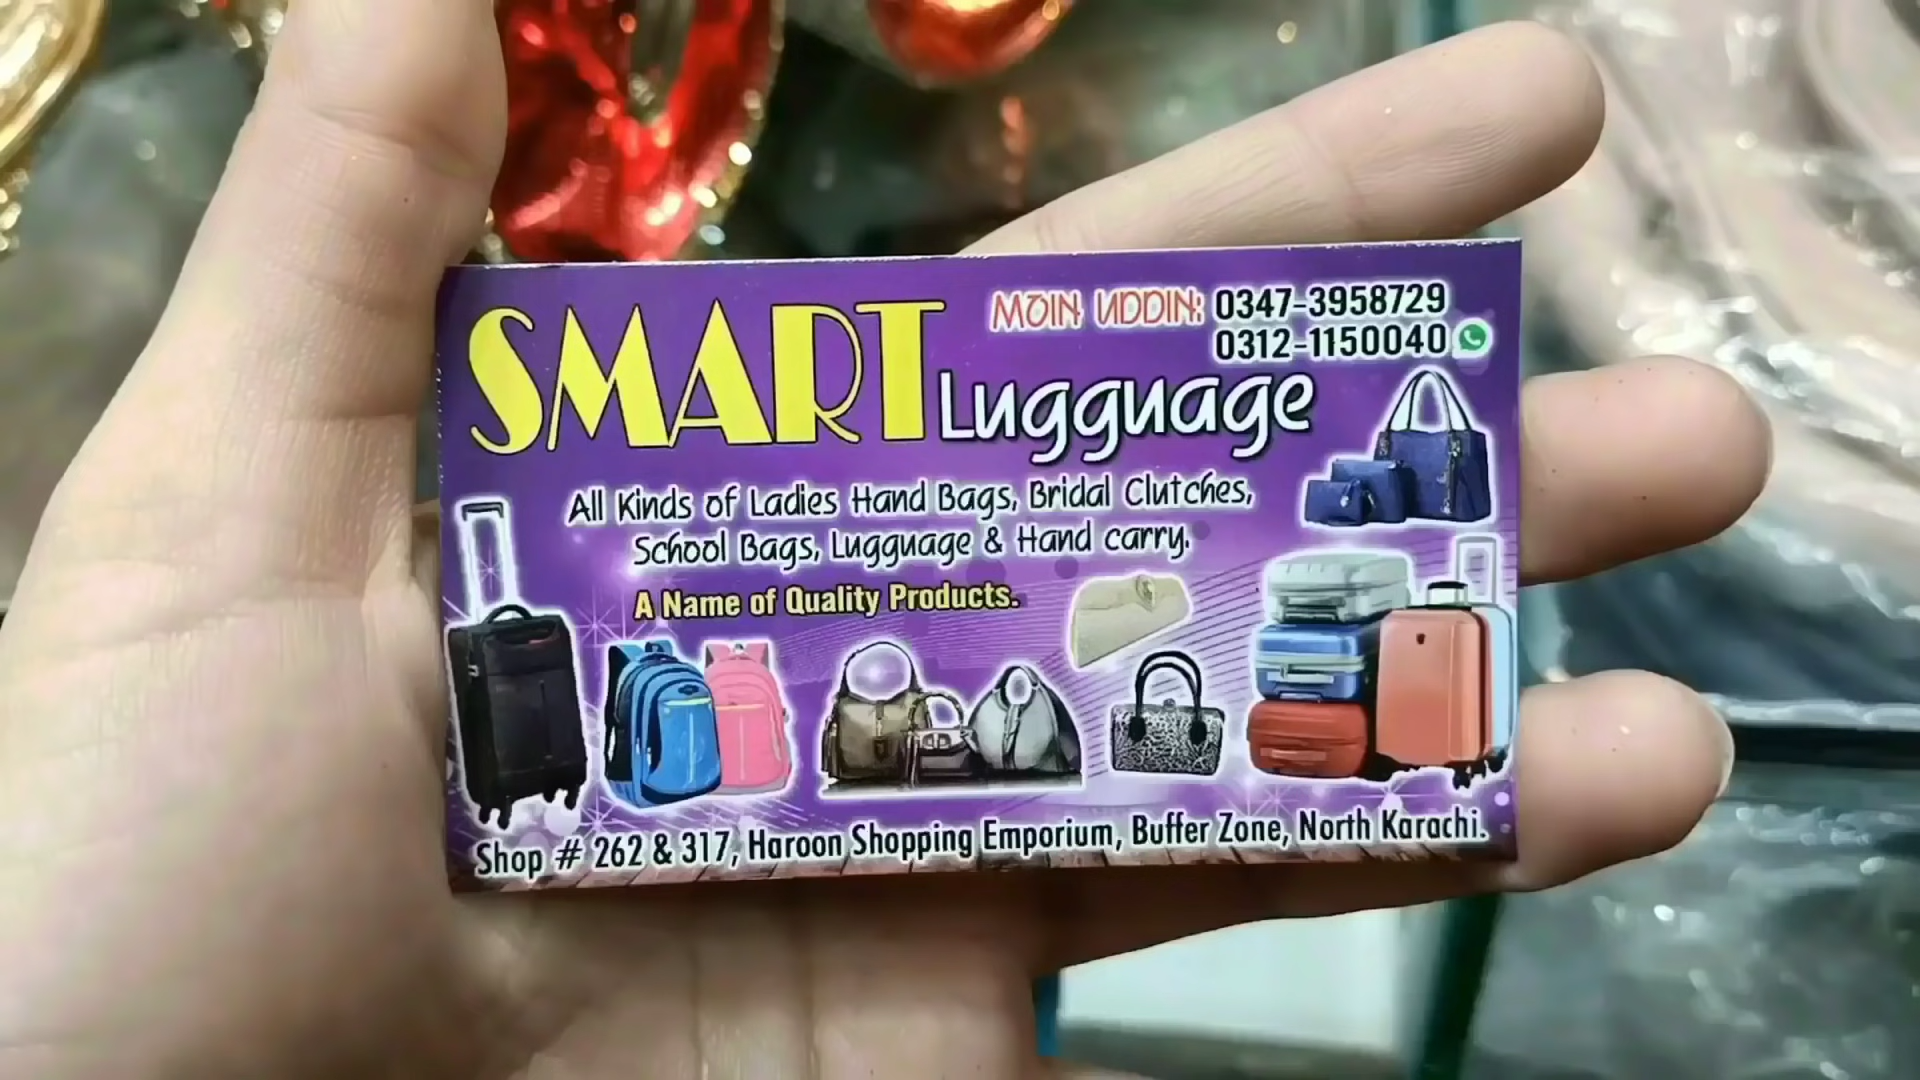 SMART Lugguage
MOIN UDDIN: 0347-3958729
0312-1150040
All Kinds of Ladies Hand Bags, Bridal Clutches,
School Bags, Lugguage & Hand carry.
A Name of Quality Products.
Shop # 262 & 317, Haroon Shopping Emporium, Buffer Zone, North Karachi.